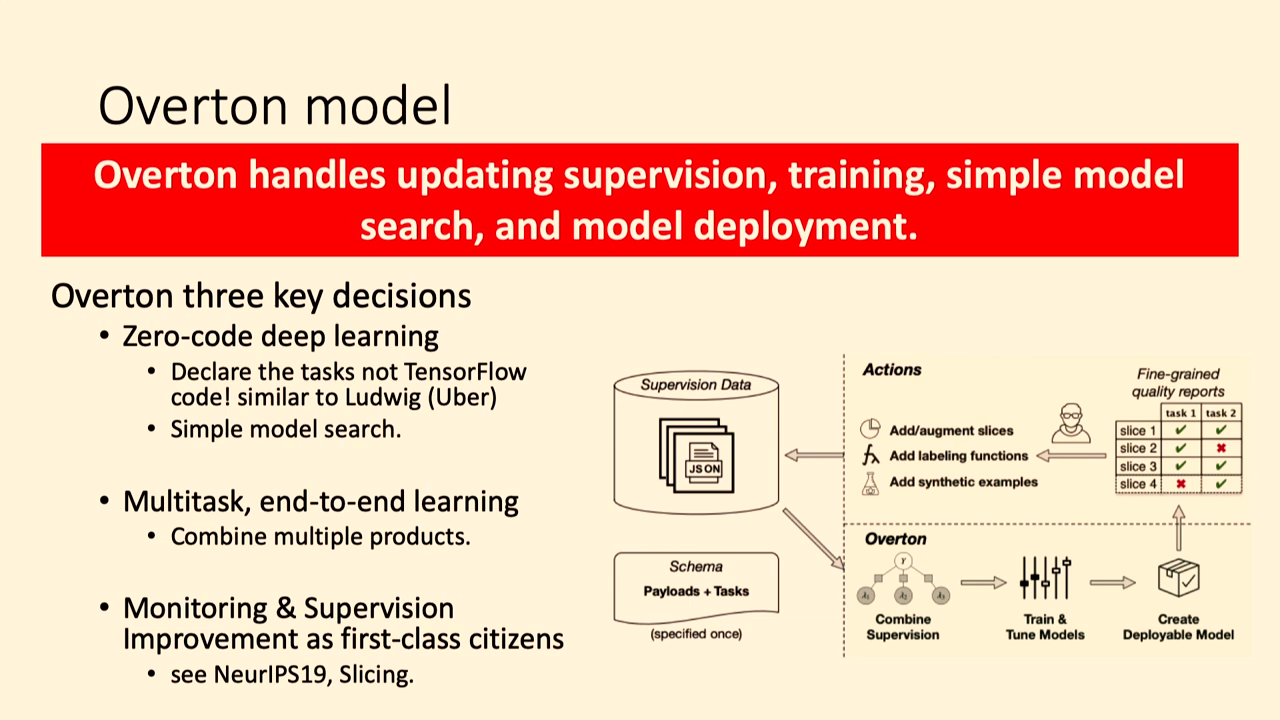 Overton model
Overton handles updating supervision, training, simple model
search, and model deployment.
Overton three key decisions
• Zero-code deep learning
• Declare the tasks not TensorFlow
code! similar to Ludwig (Uber)
• Simple model search.
• Multitask, end-to-end learning
• Combine multiple products.
• Monitoring & Supervision
Improvement as first-class citizens
• see NeurIPS19, Slicing.
Supervision Data
JSON
Schema
Payloads + Tasks
(specified once)
Actions
Add/augment slices
fx Add labeling functions
Add synthetic examples
Fine-grained
quality reports
task 1 task 2
slice 1 ✔ ✔
slice 2 ✔ ✖
slice 3 ✔ ✔
slice 4 ✖ ✔
Overton
Y
λ₁ λ₂ λ₃
Combine
Supervision
Train &
Tune Models
Create
Deployable Model